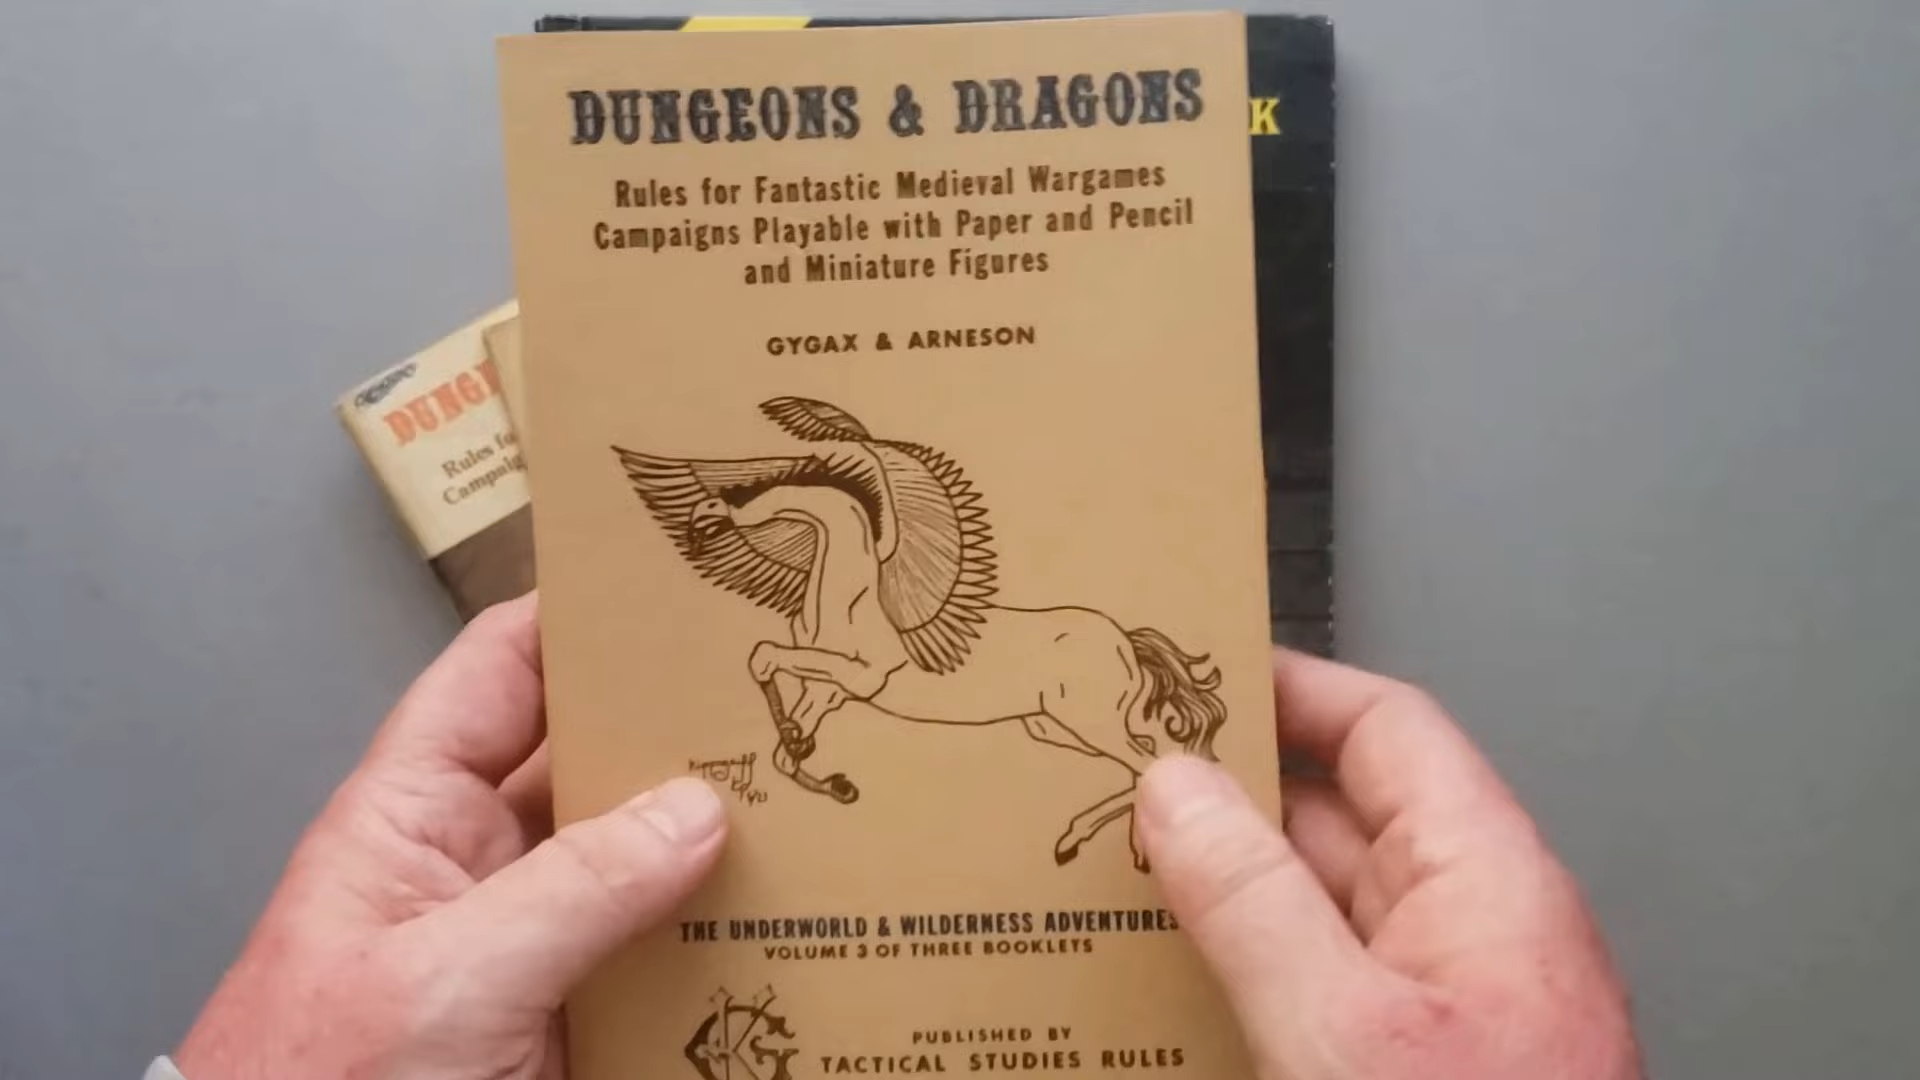 DUNGEONS & DRAGONS
Rules for Fantastic Medieval Wargames
Campaigns Playable with Paper and Pencil
and Miniature Figures
GYGAX & ARNESON
THE UNDERWORLD & WILDERNESS ADVENTURES
VOLUME 3 OF THREE BOOKLETS
PUBLISHED BY
TACTICAL STUDIES RULES
K
DUNGE
Rules fo
Campaig